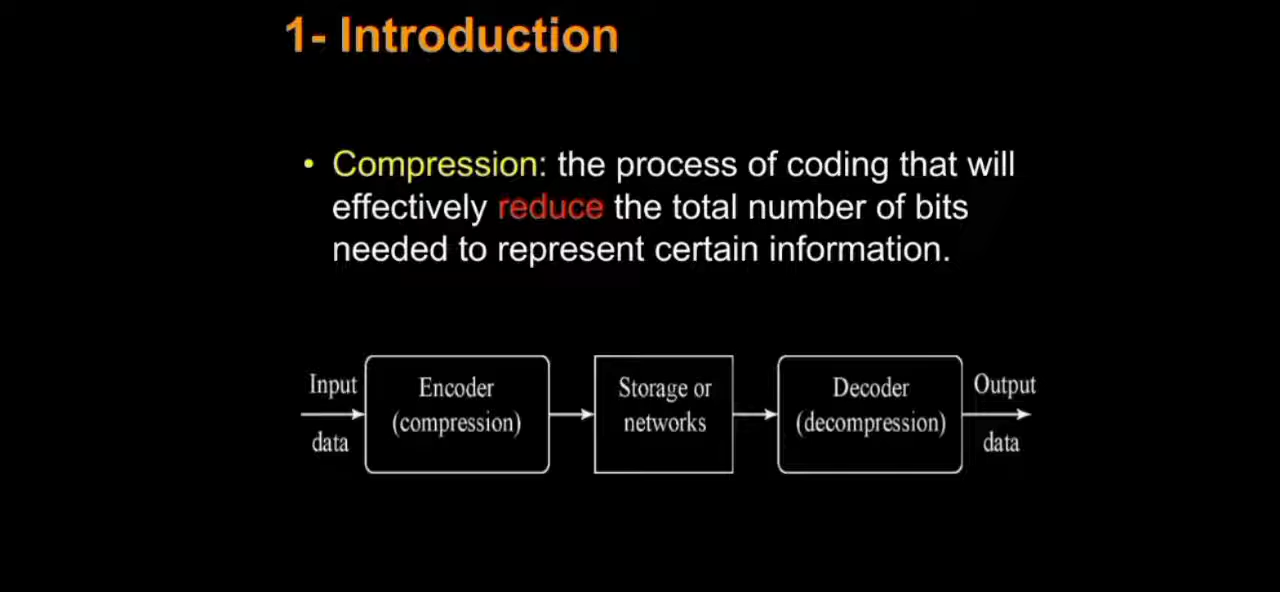 1- Introduction
• Compression: the process of coding that will
effectively reduce the total number of bits
needed to represent certain information.
Input
data
Encoder
(compression)
Storage or
networks
Decoder
(decompression)
Output
data